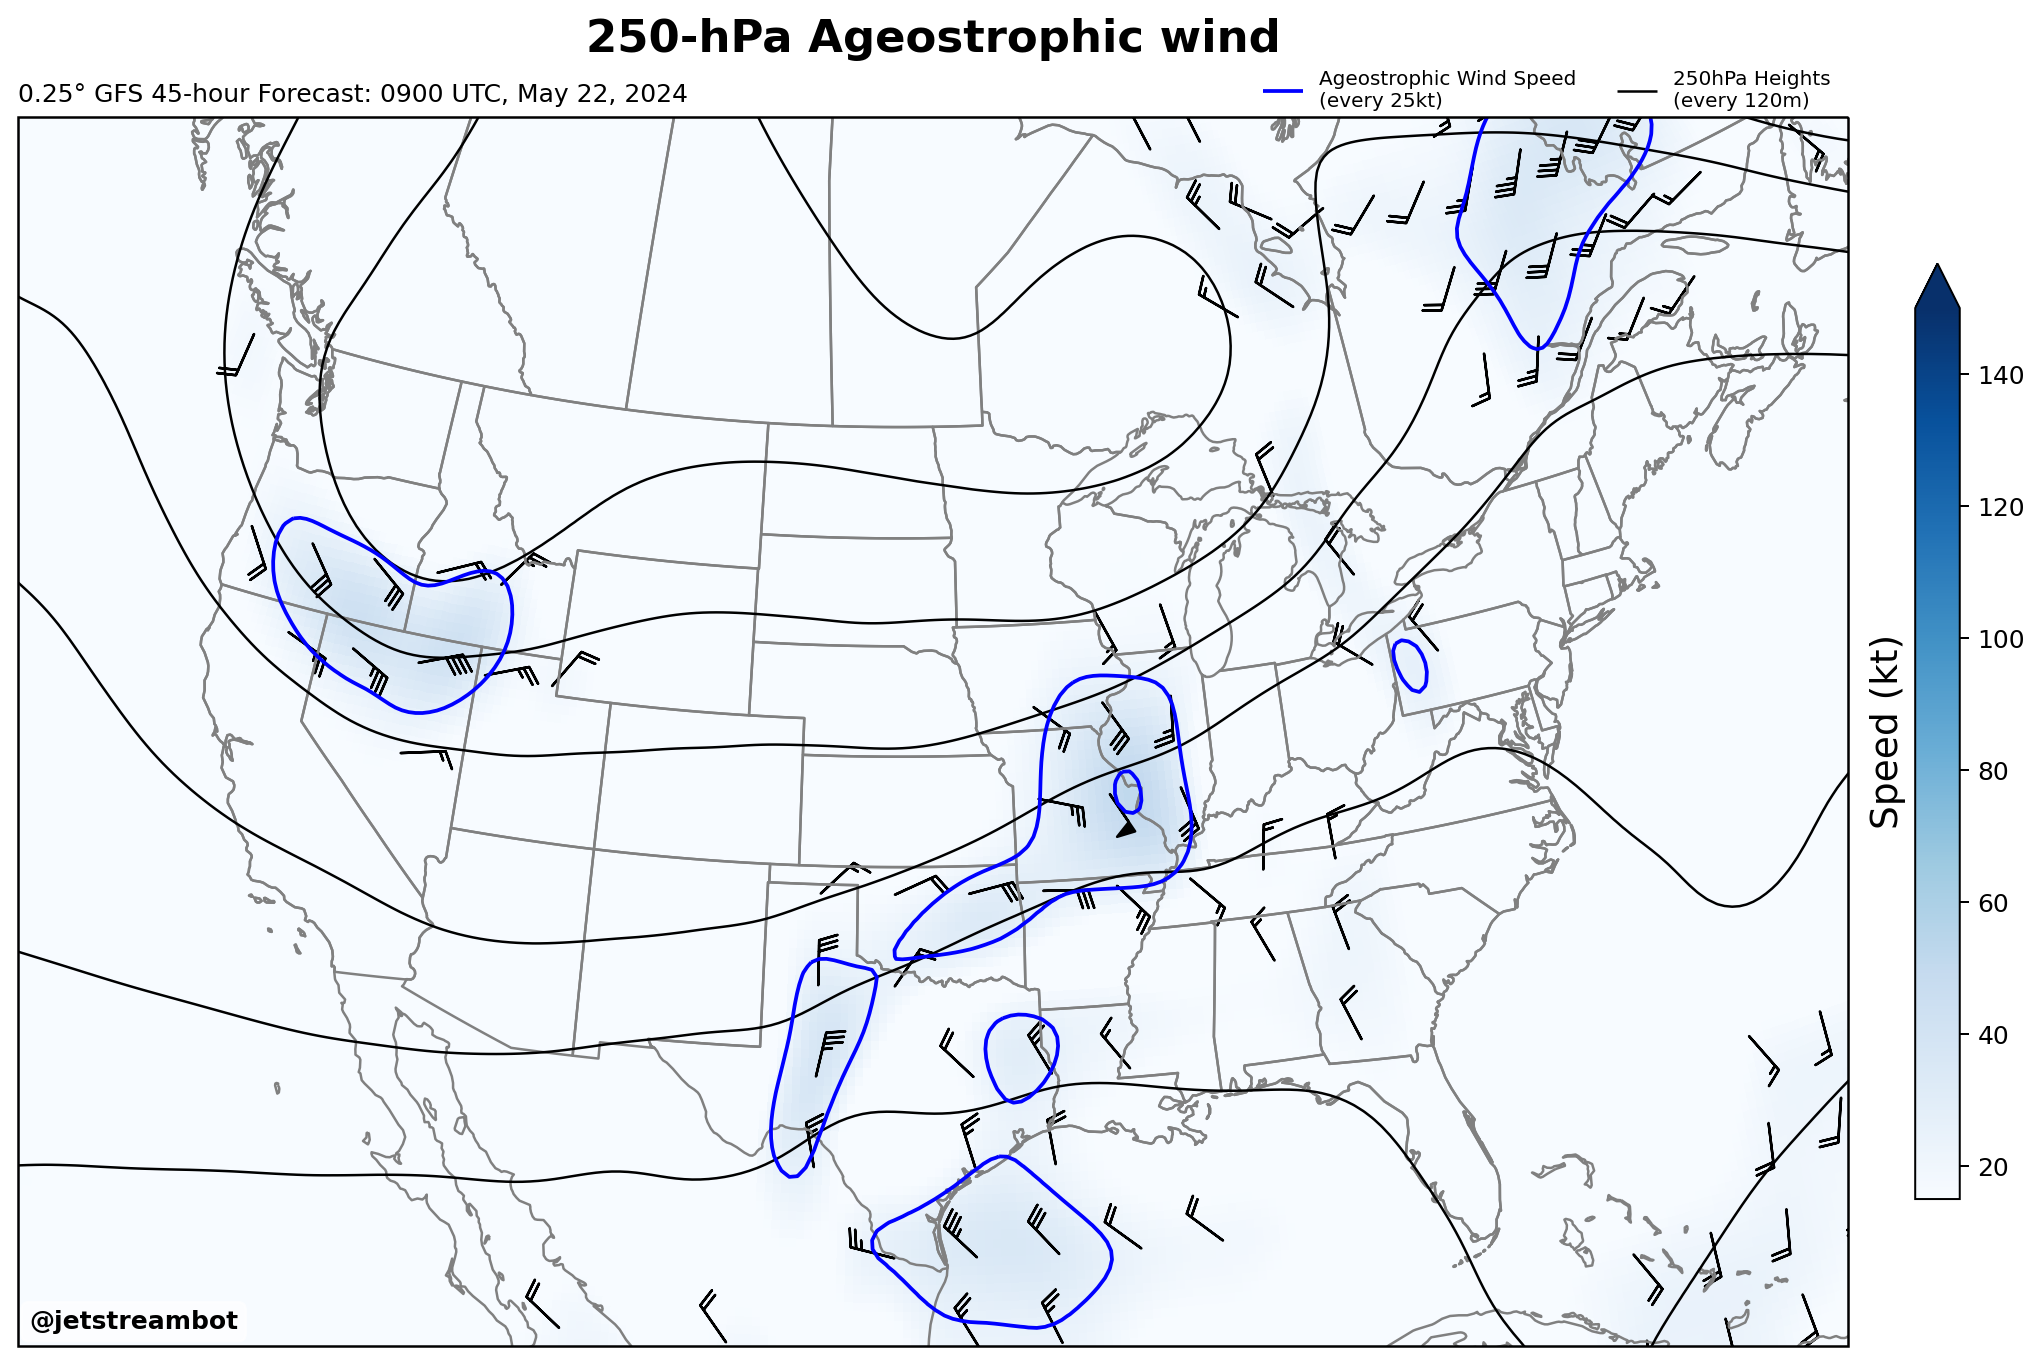 250-hPa Ageostrophic wind
0.25° GFS 45-hour Forecast: 0900 UTC, May 22, 2024
Ageostrophic Wind Speed
(every 25kt)
250hPa Heights
(every 120m)
140
120
100
80
60
40
20
Speed (kt)
@jetstreambot